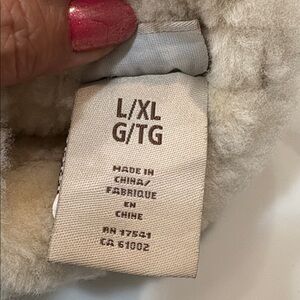 L/XL
G/TG
MADE IN
CHINA/
FABRIQUE
EN
CHINE
RN 17541
CA 61002